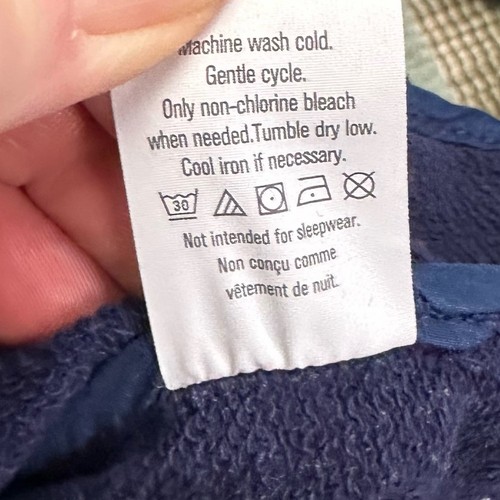 Machine wash cold.
Gentle cycle.
Only non-chlorine bleach
when needed.Tumble dry low.
Cool iron if necessary.
30
Not intended for sleepwear.
Non conçu comme
vêtement de nuit.